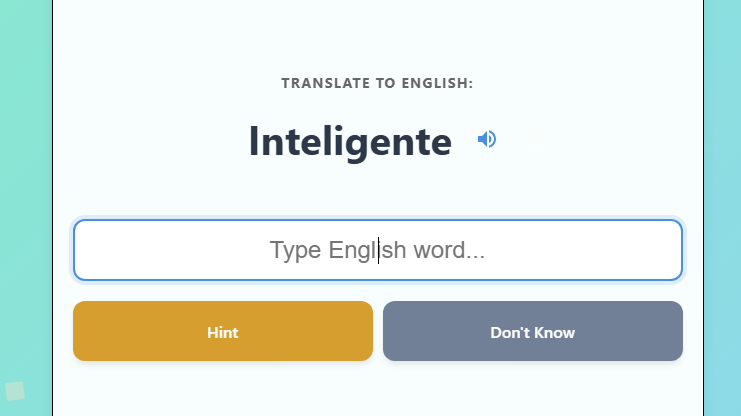 TRANSLATE TO ENGLISH:
Inteligente
Type English word...
Hint
Don't Know